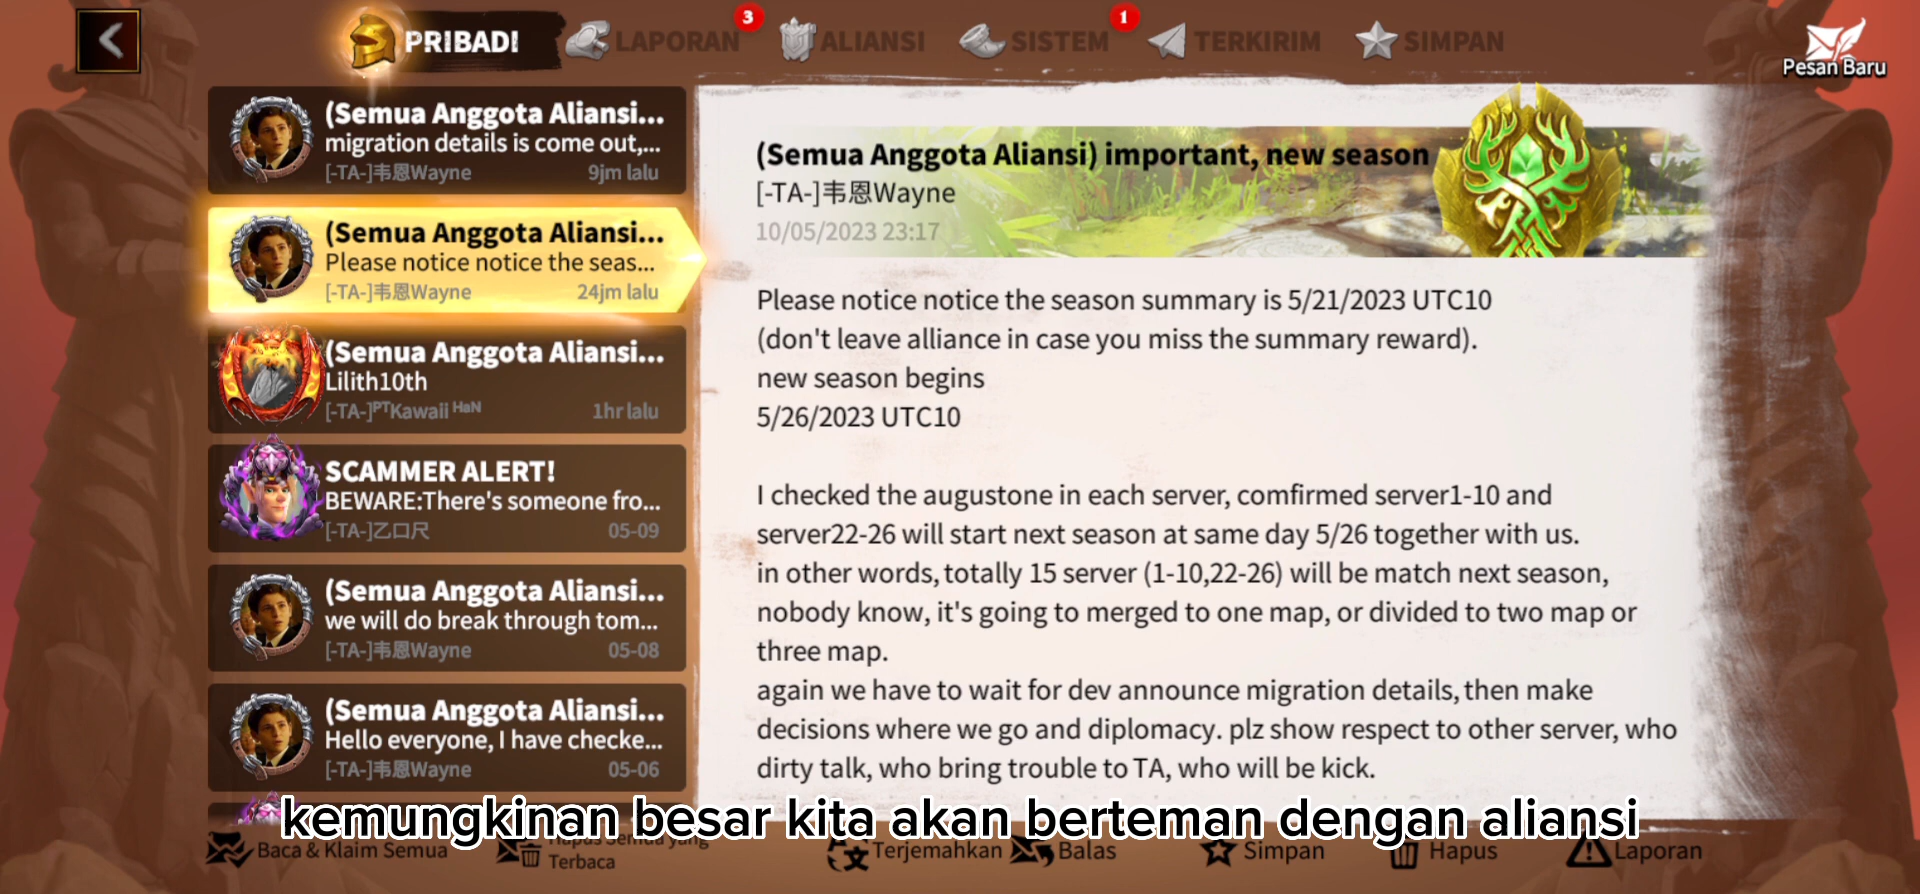 PRIBADI
LAPORAN
3
ALIANSI
SISTEM
1
TERKIRIM
SIMPAN
Pesan Baru
(Semua Anggota Aliansi...
migration details is come out,...
[-TA-]韦恩Wayne 9jm lalu
(Semua Anggota Aliansi...
Please notice notice the seas...
[-TA-]韦恩Wayne 24jm lalu
(Semua Anggota Aliansi...
Lilith10th
[-TA-]ᴾᵀKawaii ᴴᵃᴺ 1hr lalu
SCAMMER ALERT!
BEWARE:There's someone fro...
[-TA-]乙口尺 05-09
(Semua Anggota Aliansi...
we will do break through tom...
[-TA-]韦恩Wayne 05-08
(Semua Anggota Aliansi...
Hello everyone, I have checke...
[-TA-]韦恩Wayne 05-06
(Semua Anggota Aliansi) important, new season
[-TA-]韦恩Wayne
10/05/2023 23:17
Please notice notice the season summary is 5/21/2023 UTC10
(don't leave alliance in case you miss the summary reward).
new season begins
5/26/2023 UTC10
I checked the augustone in each server, comfirmed server1-10 and
server22-26 will start next season at same day 5/26 together with us.
in other words, totally 15 server (1-10,22-26) will be match next season,
nobody know, it's going to merged to one map, or divided to two map or
three map.
again we have to wait for dev announce migration details, then make
decisions where we go and diplomacy. plz show respect to other server, who
dirty talk, who bring trouble to TA, who will be kick.
kemungkinan besar kita akan berteman dengan aliansi
Baca & Klaim Semua
Hapus Semua yang
Terbaca
Terjemahkan
Balas
Simpan
Hapus
Laporan